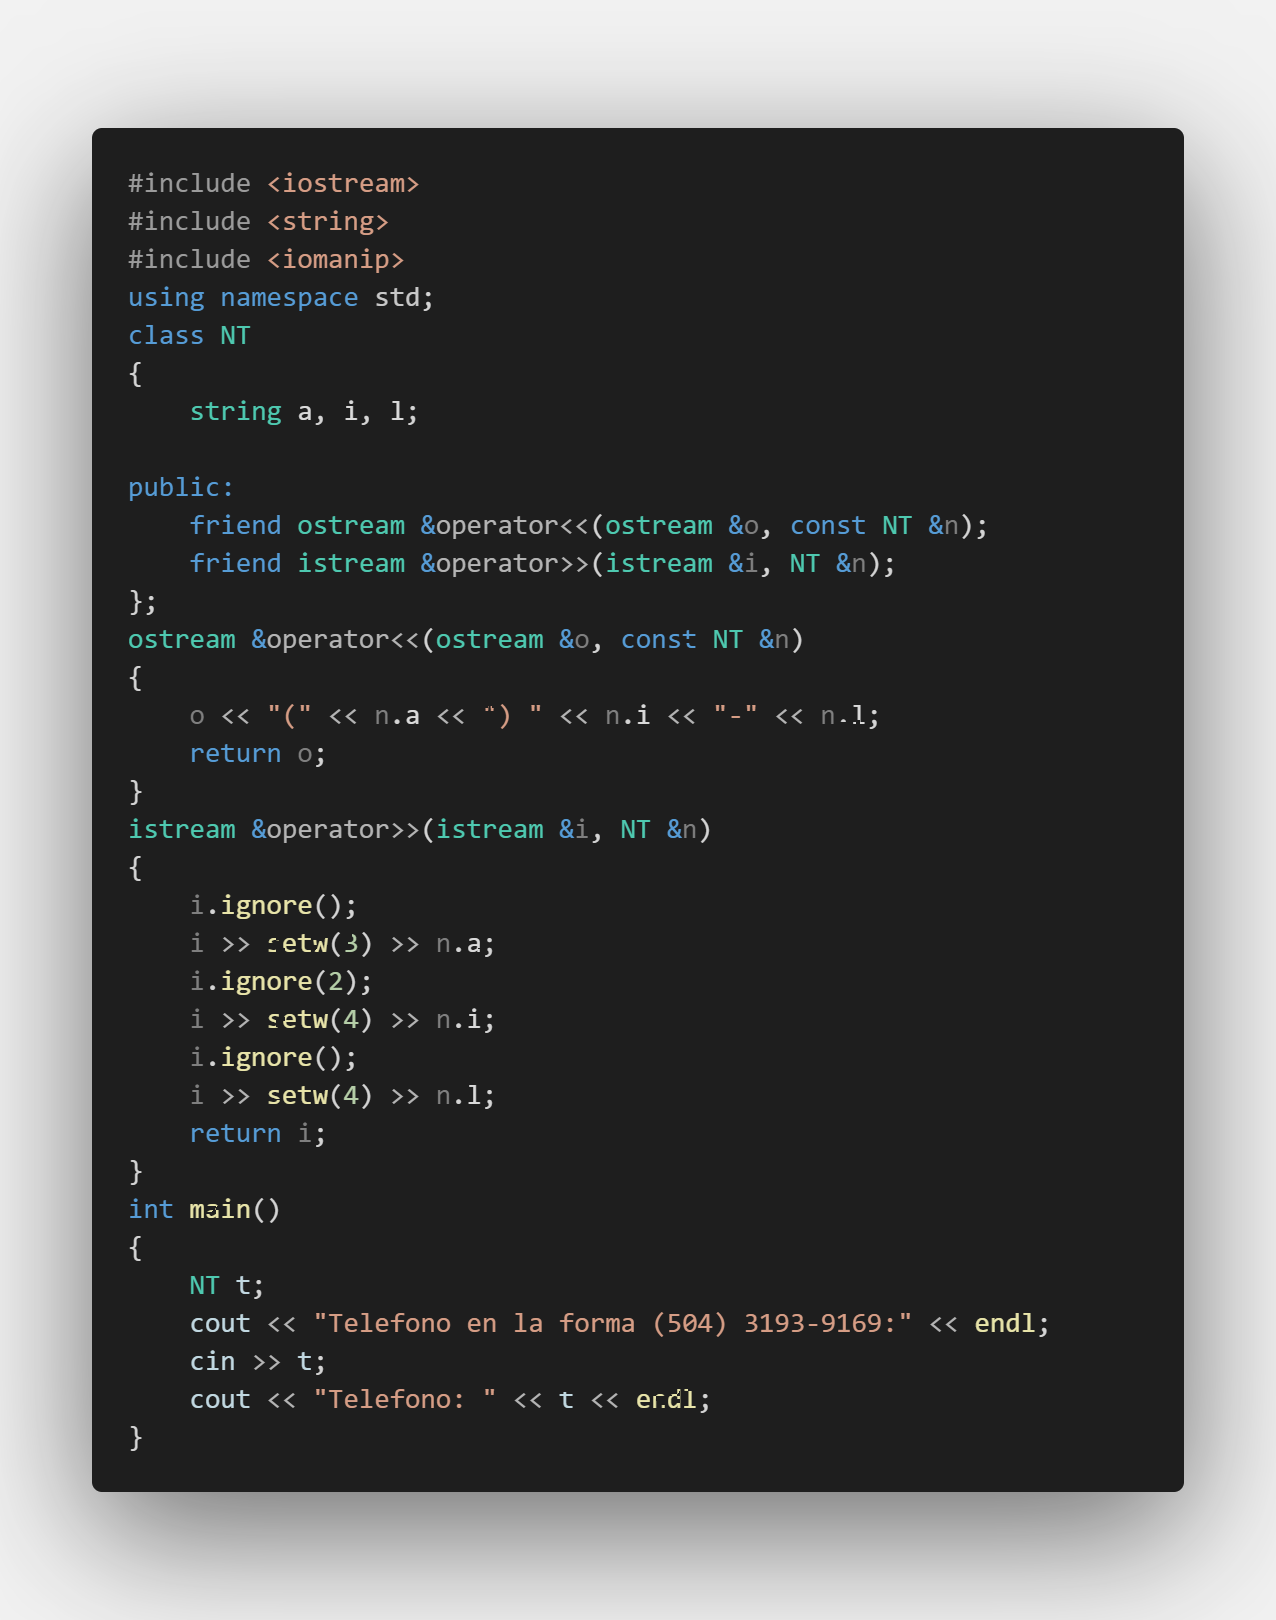 #include <iostream>
#include <string>
#include <iomanip>
using namespace std;
class NT
{
    string a, i, l;

public:
    friend ostream &operator<<(ostream &o, const NT &n);
    friend istream &operator>>(istream &i, NT &n);
};
ostream &operator<<(ostream &o, const NT &n)
{
    o << "(" << n.a << ") " << n.i << "-" << n.l;
    return o;
}
istream &operator>>(istream &i, NT &n)
{
    i.ignore();
    i >> setw(3) >> n.a;
    i.ignore(2);
    i >> setw(4) >> n.i;
    i.ignore();
    i >> setw(4) >> n.l;
    return i;
}
int main()
{
    NT t;
    cout << "Telefono en la forma (504) 3193-9169:" << endl;
    cin >> t;
    cout << "Telefono: " << t << endl;
}